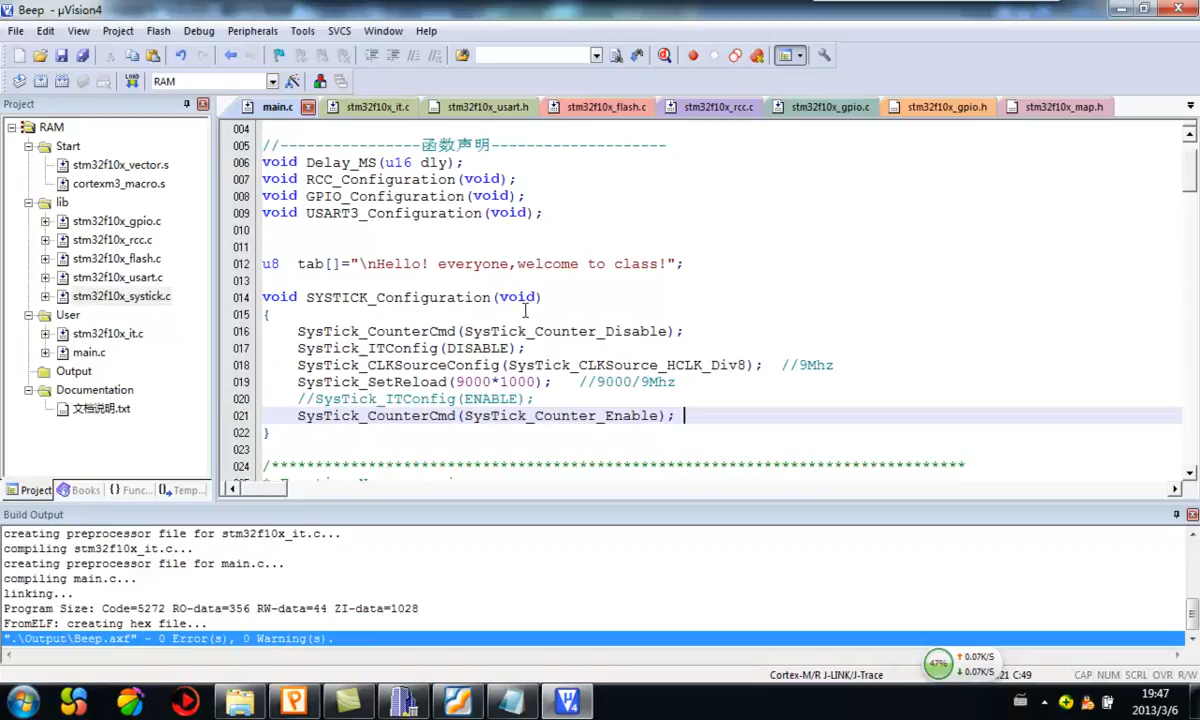 Beep - µVision4
File Edit View Project Flash Debug Peripherals Tools SVCS Window Help
RAM
Project
main.c stm32f10x_it.c stm32f10x_usart.h stm32f10x_flash.c stm32f10x_rcc.c stm32f10x_gpio.c stm32f10x_gpio.h stm32f10x_map.h
RAM
Start
stm32f10x_vector.s
cortexm3_macro.s
lib
stm32f10x_gpio.c
stm32f10x_rcc.c
stm32f10x_flash.c
stm32f10x_usart.c
stm32f10x_systick.c
User
stm32f10x_it.c
main.c
Output
Documentation
文档说明.txt
Project Books {} Func... Temp...
004
005 //----------------函数声明--------------------
006 void Delay_MS(u16 dly);
007 void RCC_Configuration(void);
008 void GPIO_Configuration(void);
009 void USART3_Configuration(void);
010
011
012 u8 tab[]="\nHello! everyone,welcome to class!";
013
014 void SYSTICK_Configuration(void)
015 {
016 SysTick_CounterCmd(SysTick_Counter_Disable);
017 SysTick_ITConfig(DISABLE);
018 SysTick_CLKSourceConfig(SysTick_CLKSource_HCLK_Div8); //9Mhz
019 SysTick_SetReload(9000*1000); //9000/9Mhz
020 //SysTick_ITConfig(ENABLE);
021 SysTick_CounterCmd(SysTick_Counter_Enable);
022 }
023
024 /*******************************************************************************
Build Output
creating preprocessor file for stm32f10x_it.c...
compiling stm32f10x_it.c...
creating preprocessor file for main.c...
compiling main.c...
linking...
Program Size: Code=5272 RO-data=356 RW-data=44 ZI-data=1028
FromELF: creating hex file...
".\Output\Beep.axf" - 0 Error(s), 0 Warning(s).
47% 0.07K/S
0.07K/S
Cortex-M/R J-LINK/J-Trace :21 C:49 CAP NUM SCRL OVR R/W
19:47
2013/3/6